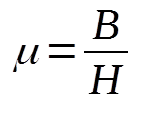 μ = B/H